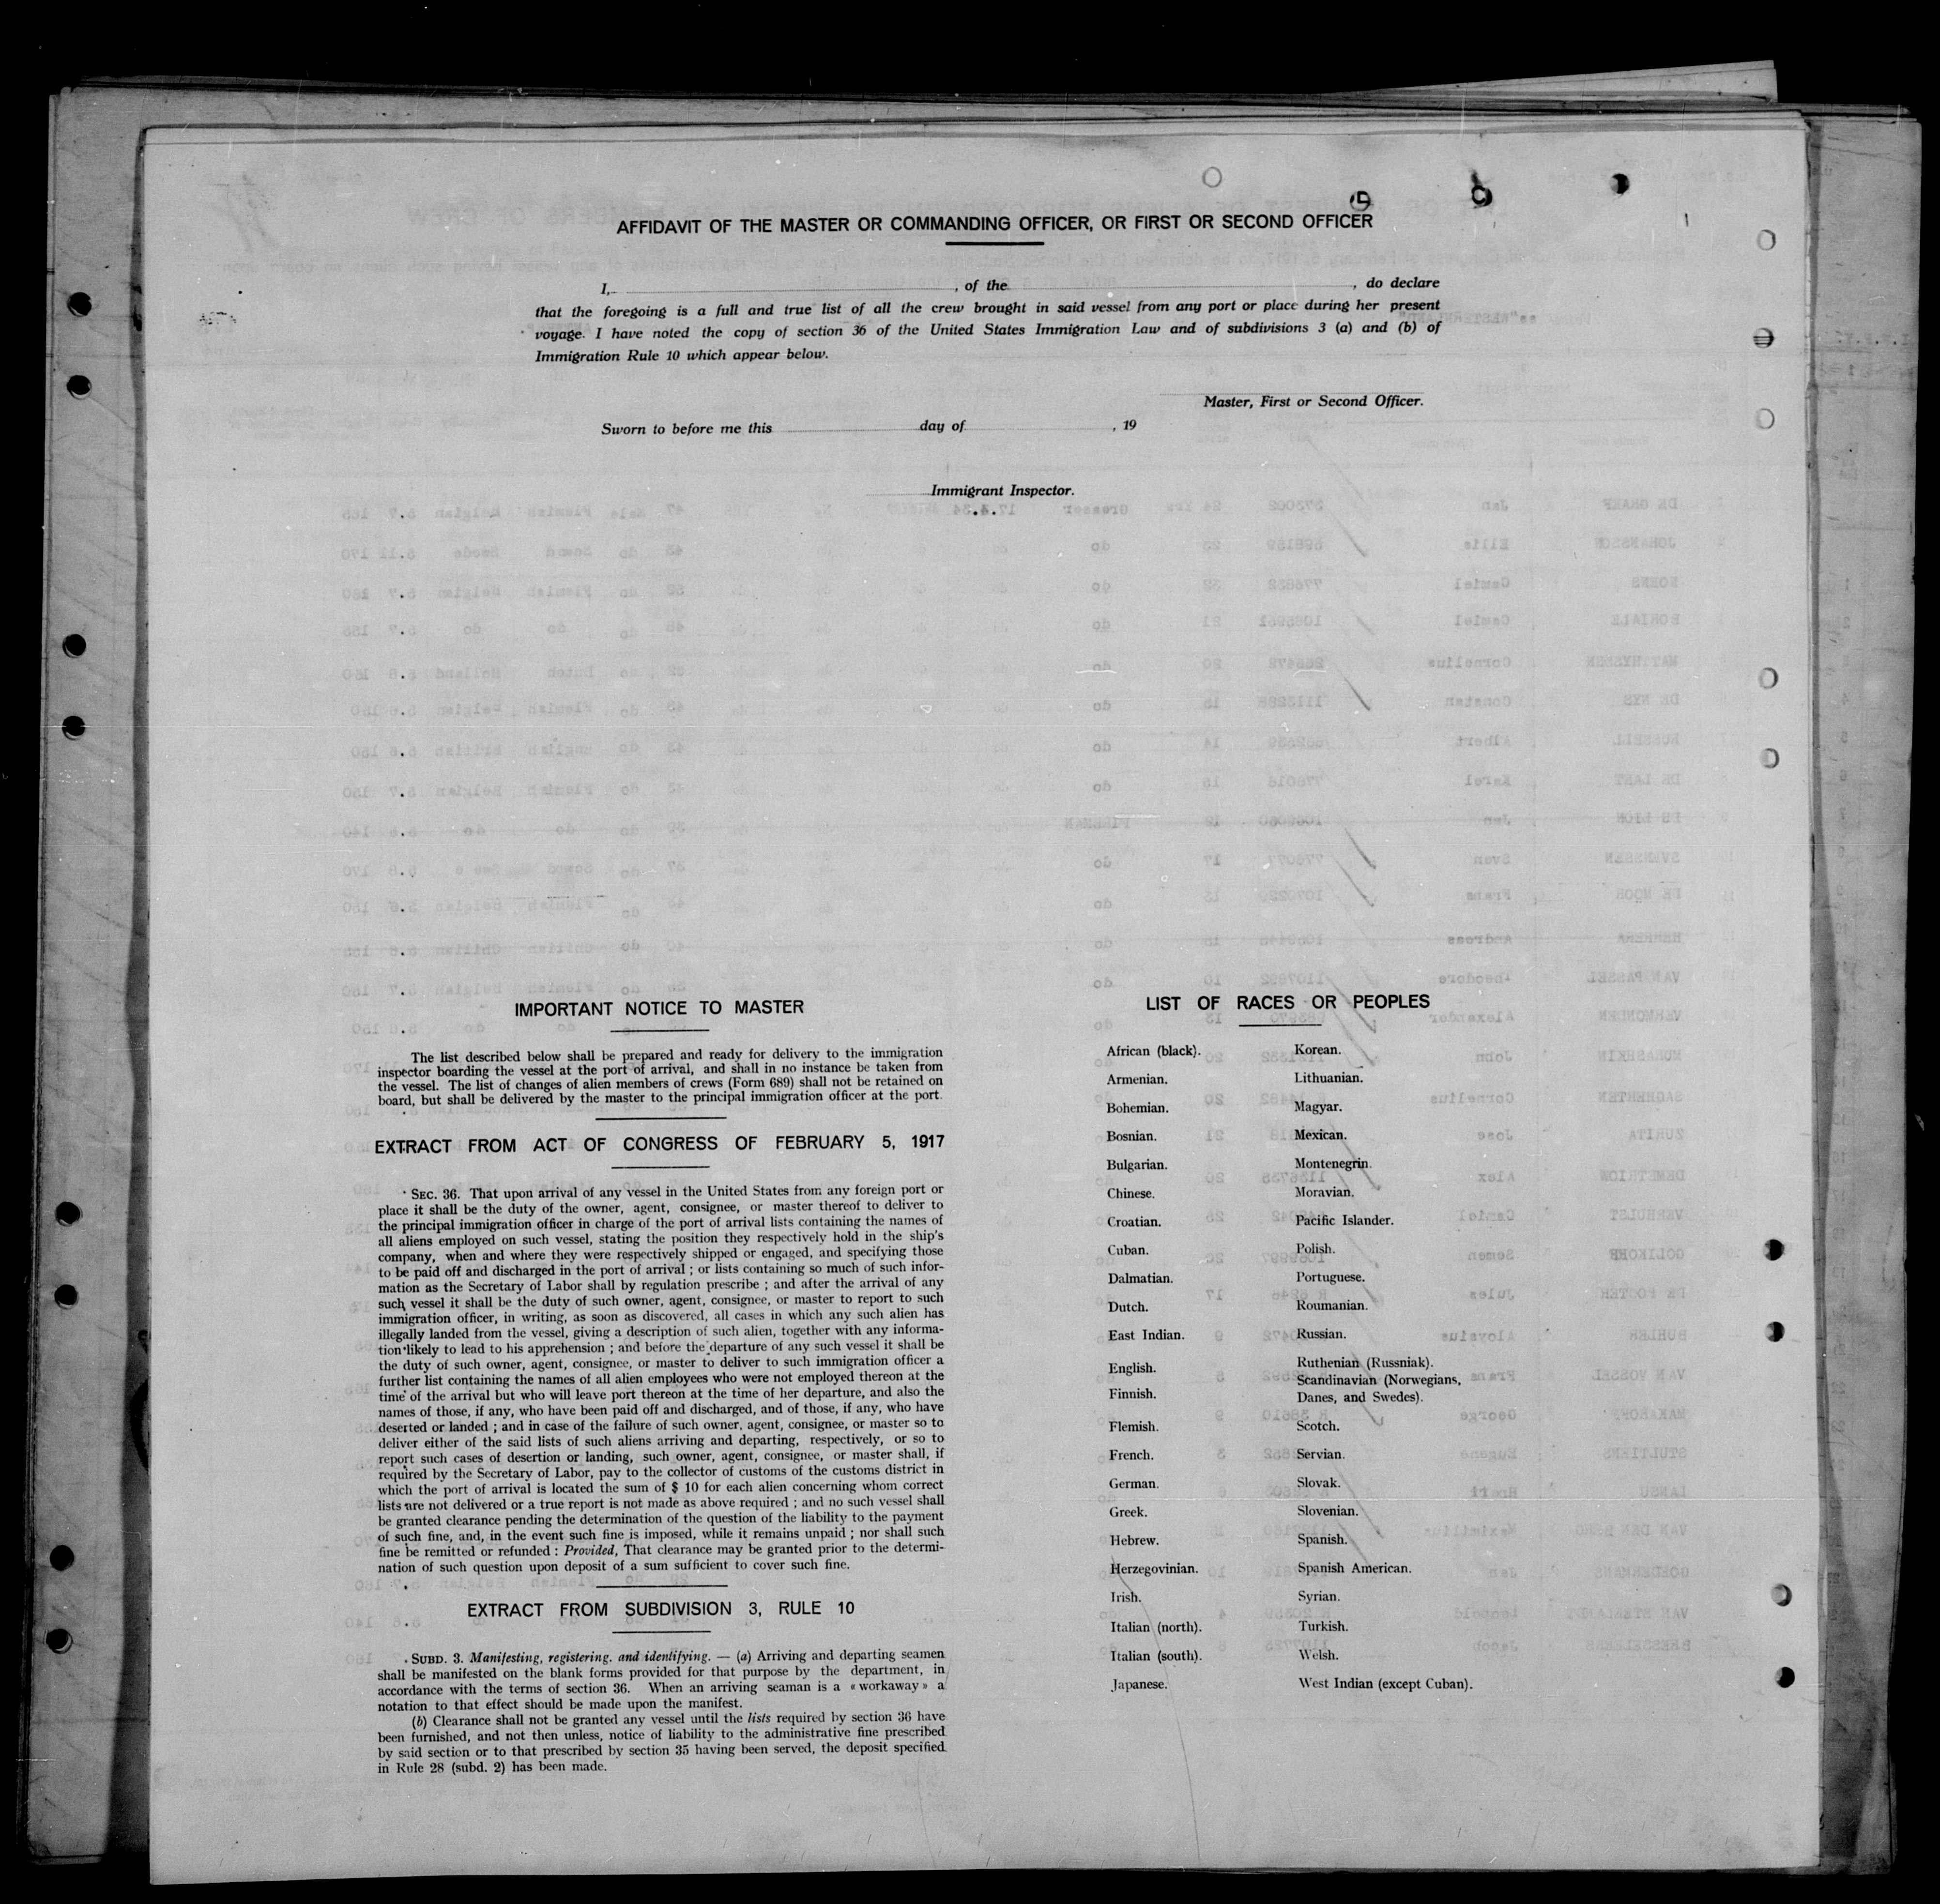 AFFIDAVIT OF THE MASTER OR COMMANDING OFFICER, OR FIRST OR SECOND OFFICER
I, , of the , do declare
that the foregoing is a full and true list of all the crew brought in said vessel from any port or place during her present
voyage. I have noted the copy of section 36 of the United States Immigration Law and of subdivisions 3 (a) and (b) of
Immigration Rule 10 which appear below.
Master, First or Second Officer.
Sworn to before me this day of , 19
Immigrant Inspector.
IMPORTANT NOTICE TO MASTER
The list described below shall be prepared and ready for delivery to the immigration
inspector boarding the vessel at the port of arrival, and shall in no instance be taken from
the vessel. The list of changes of alien members of crews (Form 689) shall not be retained on
board, but shall be delivered by the master to the principal immigration officer at the port.
EXTRACT FROM ACT OF CONGRESS OF FEBRUARY 5, 1917
SEC. 36. That upon arrival of any vessel in the United States from any foreign port or
place it shall be the duty of the owner, agent, consignee, or master thereof to deliver to
the principal immigration officer in charge of the port of arrival lists containing the names of
all aliens employed on such vessel, stating the position they respectively hold in the ship's
company, when and where they were respectively shipped or engaged, and specifying those
to be paid off and discharged in the port of arrival ; or lists containing so much of such infor-
mation as the Secretary of Labor shall by regulation prescribe ; and after the arrival of any
such vessel it shall be the duty of such owner, agent, consignee, or master to report to such
immigration officer, in writing, as soon as discovered, all cases in which any such alien has
illegally landed from the vessel, giving a description of such alien, together with any informa-
tion likely to lead to his apprehension ; and before the departure of any such vessel it shall be
the duty of such owner, agent, consignee, or master to deliver to such immigration officer a
further list containing the names of all alien employees who were not employed thereon at the
time of the arrival but who will leave port thereon at the time of her departure, and also the
names of those, if any, who have been paid off and discharged, and of those, if any, who have
deserted or landed ; and in case of the failure of such owner, agent, consignee, or master so to
deliver either of the said lists of such aliens arriving and departing, respectively, or so to
report such cases of desertion or landing, such owner, agent, consignee, or master shall, if
required by the Secretary of Labor, pay to the collector of customs of the customs district in
which the port of arrival is located the sum of $ 10 for each alien concerning whom correct
lists are not delivered or a true report is not made as above required ; and no such vessel shall
be granted clearance pending the determination of the question of the liability to the payment
of such fine, and, in the event such fine is imposed, while it remains unpaid ; nor shall such
fine be remitted or refunded : Provided, That clearance may be granted prior to the determi-
nation of such question upon deposit of a sum sufficient to cover such fine.
EXTRACT FROM SUBDIVISION 3, RULE 10
SUBD. 3. Manifesting, registering, and identifying. — (a) Arriving and departing seamen
shall be manifested on the blank forms provided for that purpose by the department, in
accordance with the terms of section 36. When an arriving seaman is a « workaway » a
notation to that effect should be made upon the manifest.
(b) Clearance shall not be granted any vessel until the lists required by section 36 have
been furnished, and not then unless, notice of liability to the administrative fine prescribed
by said section or to that prescribed by section 35 having been served, the deposit specified
in Rule 28 (subd. 2) has been made.
LIST OF RACES OR PEOPLES
African (black).
Armenian.
Bohemian.
Bosnian.
Bulgarian.
Chinese.
Croatian.
Cuban.
Dalmatian.
Dutch.
East Indian.
English.
Finnish.
Flemish.
French.
German.
Greek.
Hebrew.
Herzegovinian.
Irish.
Italian (north).
Italian (south).
Japanese.
Korean.
Lithuanian.
Magyar.
Mexican.
Montenegrin.
Moravian.
Pacific Islander.
Polish.
Portuguese.
Roumanian.
Russian.
Ruthenian (Russniak).
Scandinavian (Norwegians,
Danes, and Swedes).
Scotch.
Servian.
Slovak.
Slovenian.
Spanish.
Spanish American.
Syrian.
Turkish.
Welsh.
West Indian (except Cuban).